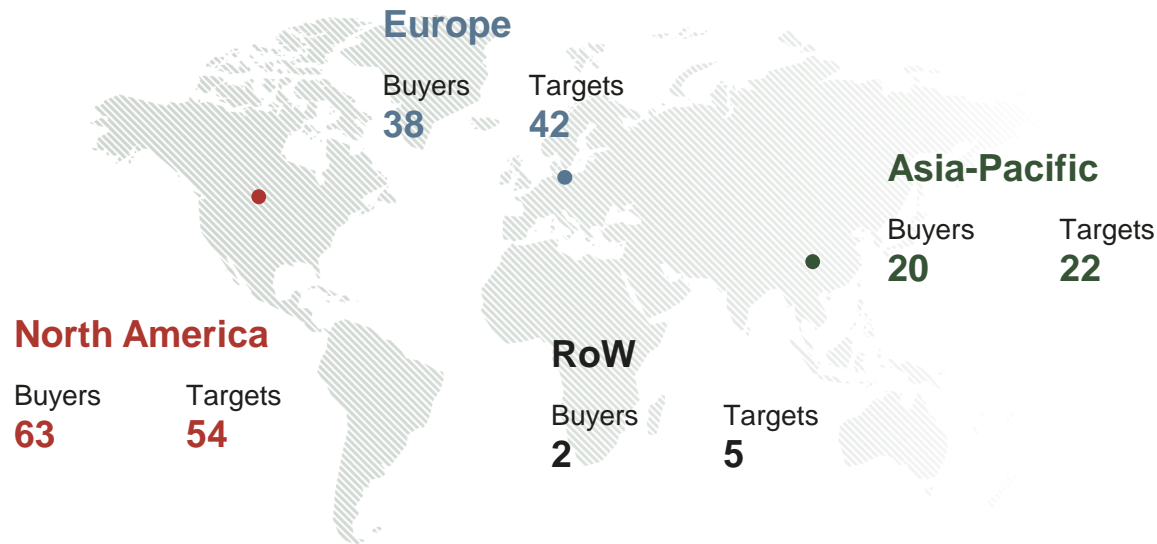 Europe
Buyers Targets
38 42
Asia-Pacific
Buyers Targets
20 22
North America
Buyers Targets
63 54
RoW
Buyers Targets
2 5